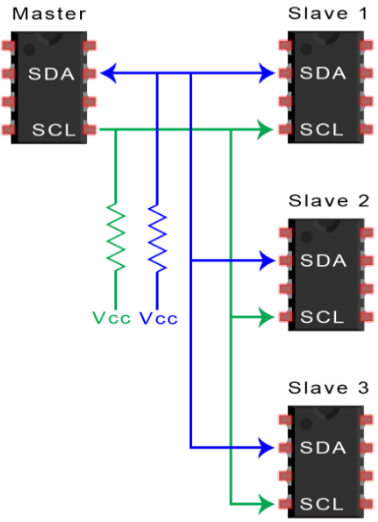 Master
Slave 1
SDA
SDA
SCL
SCL
Slave 2
SDA
Vcc
Vcc
SCL
Slave 3
SDA
SCL